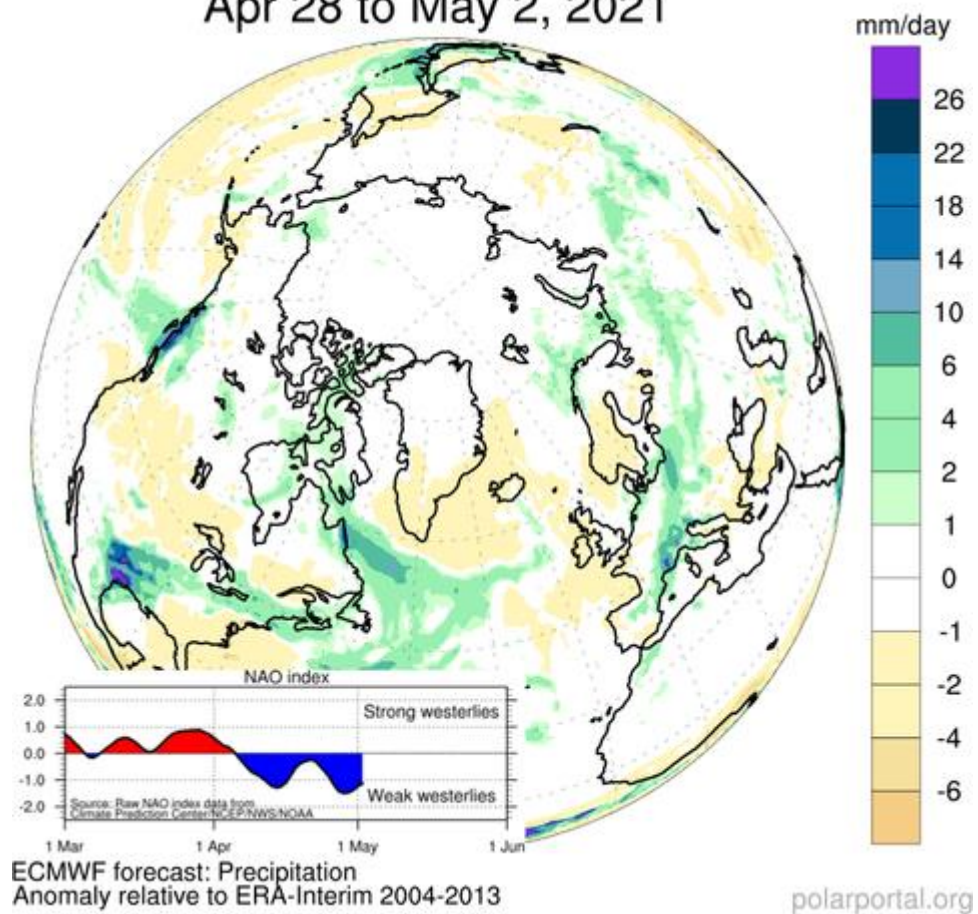 Apr 28 to May 2, 2021
mm/day
26
22
18
14
10
6
4
2
1
0
-1
-2
-4
-6
NAO index
2.0
1.0
0.0
-1.0
-2.0
Strong westerlies
Weak westerlies
Source: Raw NAO index data from
Climate Prediction Center/NCEP/NWS/NOAA
1 Mar
1 Apr
1 May
1 Jun
ECMWF forecast: Precipitation
Anomaly relative to ERA-Interim 2004-2013
polarportal.org